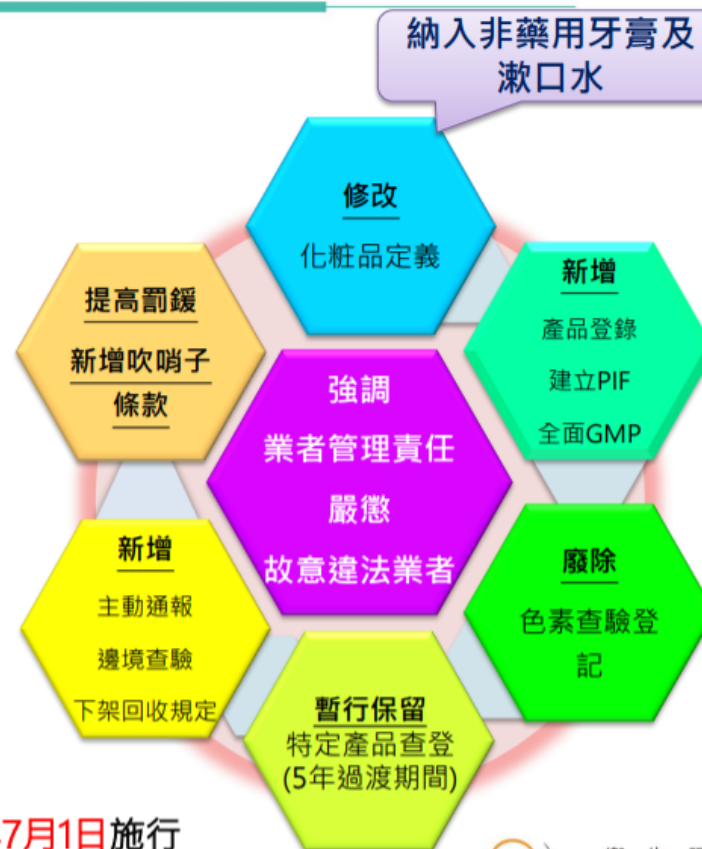 納入非藥用牙膏及
漱口水
修改
化粧品定義
新增
產品登錄
建立PIF
全面GMP
提高罰鍰
新增吹哨子
條款
強調
業者管理責任
嚴懲
故意違法業者
新增
主動通報
邊境查驗
下架回收規定
廢除
色素查驗登
記
暫行保留
特定產品查登
(5年過渡期間)
7月1日施行